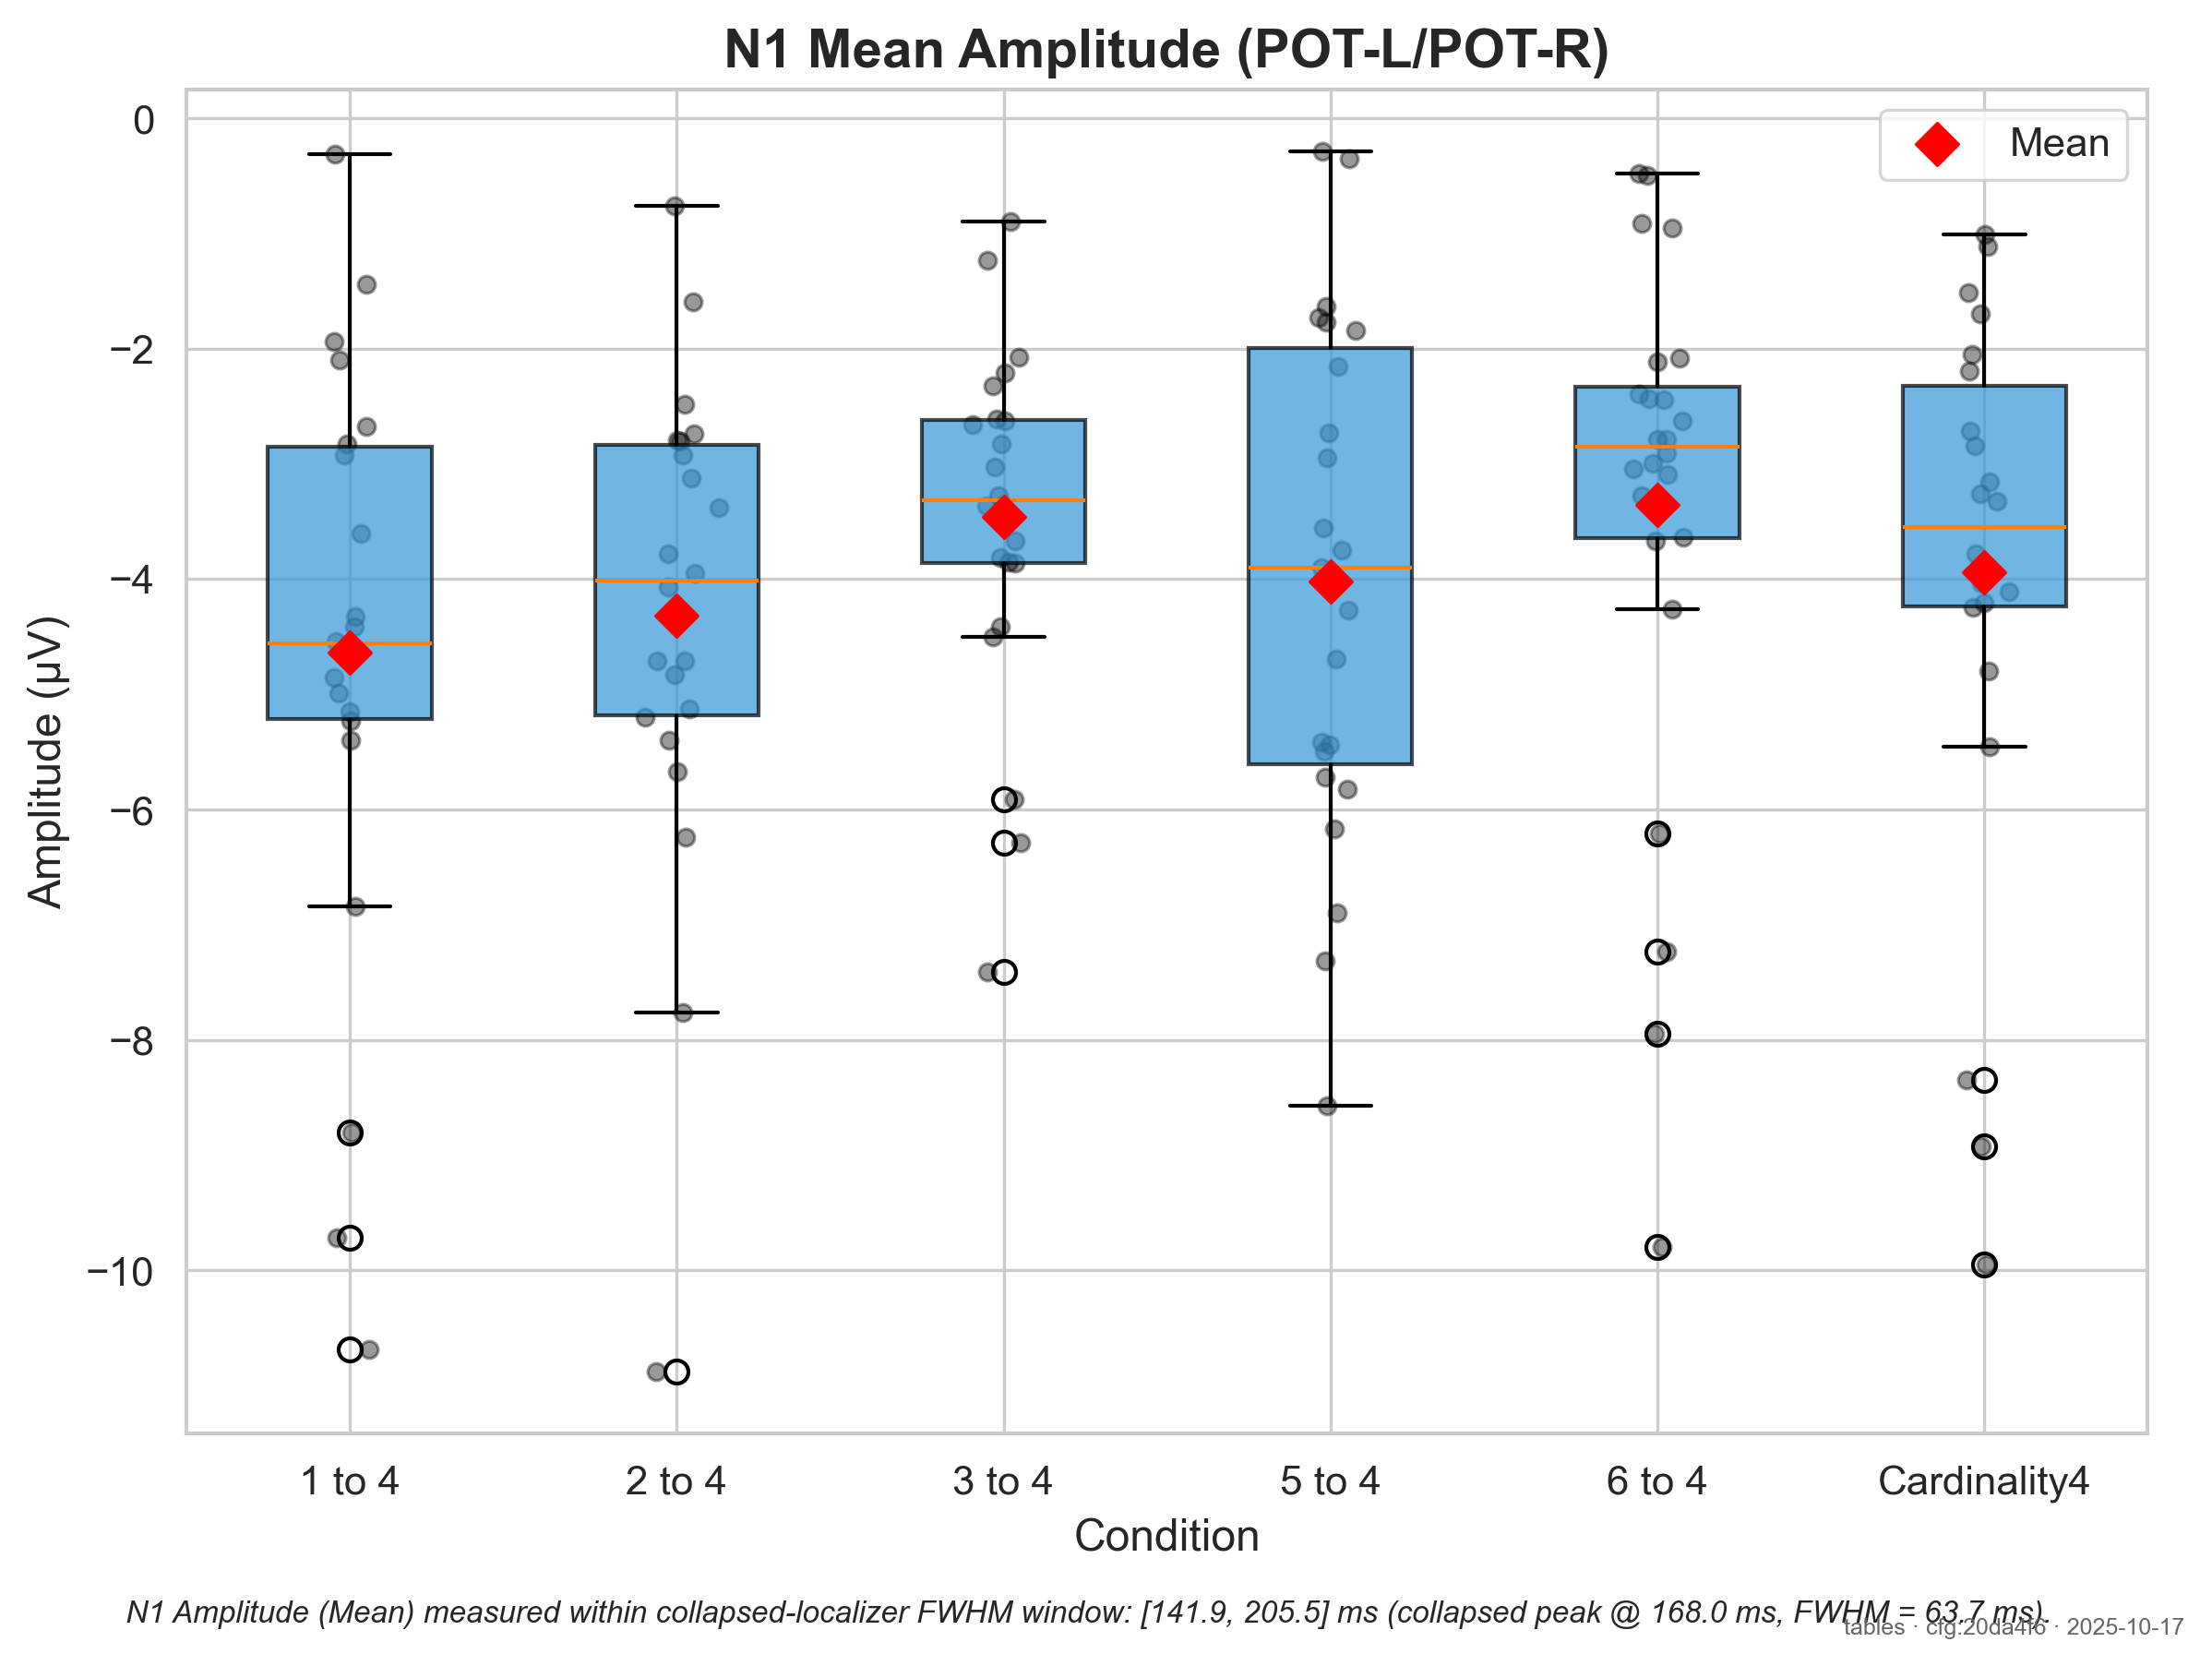 N1 Mean Amplitude (POT-L/POT-R)
Mean
Amplitude (µV)
0
−2
−4
−6
−8
−10
1 to 4 2 to 4 3 to 4 5 to 4 6 to 4 Cardinality4
Condition
N1 Amplitude (Mean) measured within collapsed-localizer FWHM window: [141.9, 205.5] ms (collapsed peak @ 168.0 ms, FWHM = 63.7 ms).
tables · cfg:20da4f6 · 2025-10-17